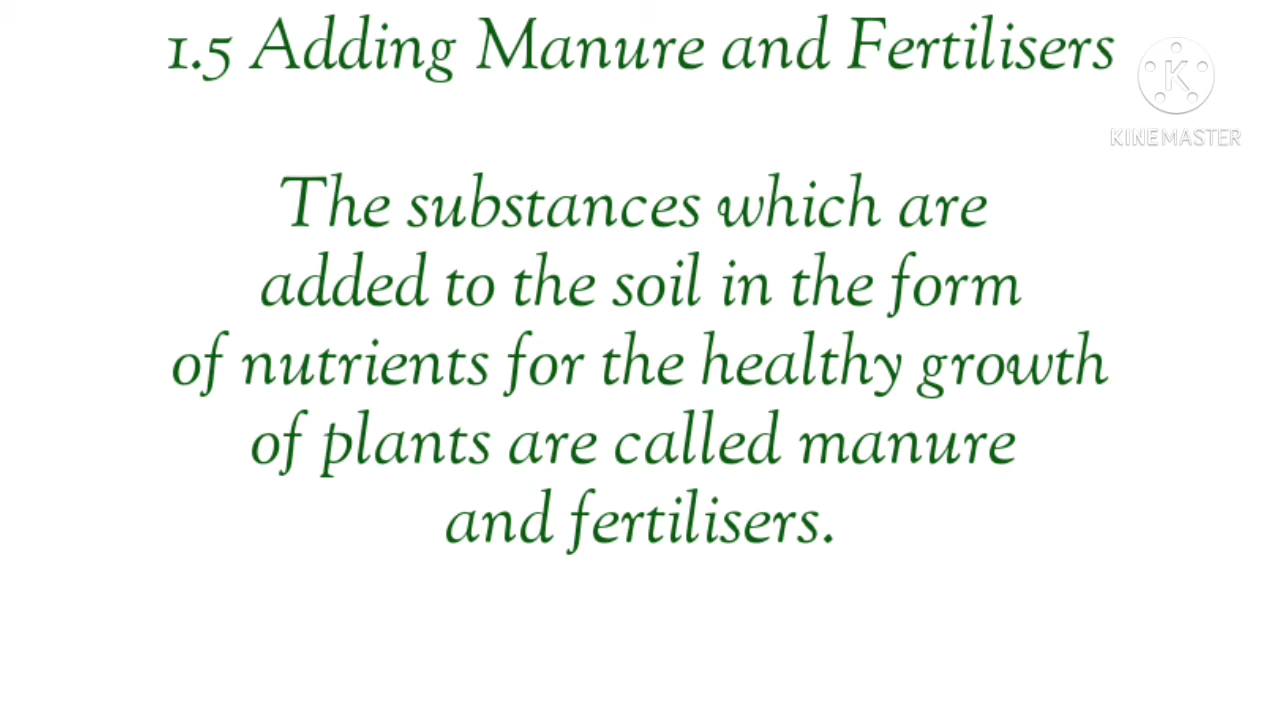 1.5 Adding Manure and Fertilisers
KINEMASTER
The substances which are
added to the soil in the form
of nutrients for the healthy growth
of plants are called manure
and fertilisers.